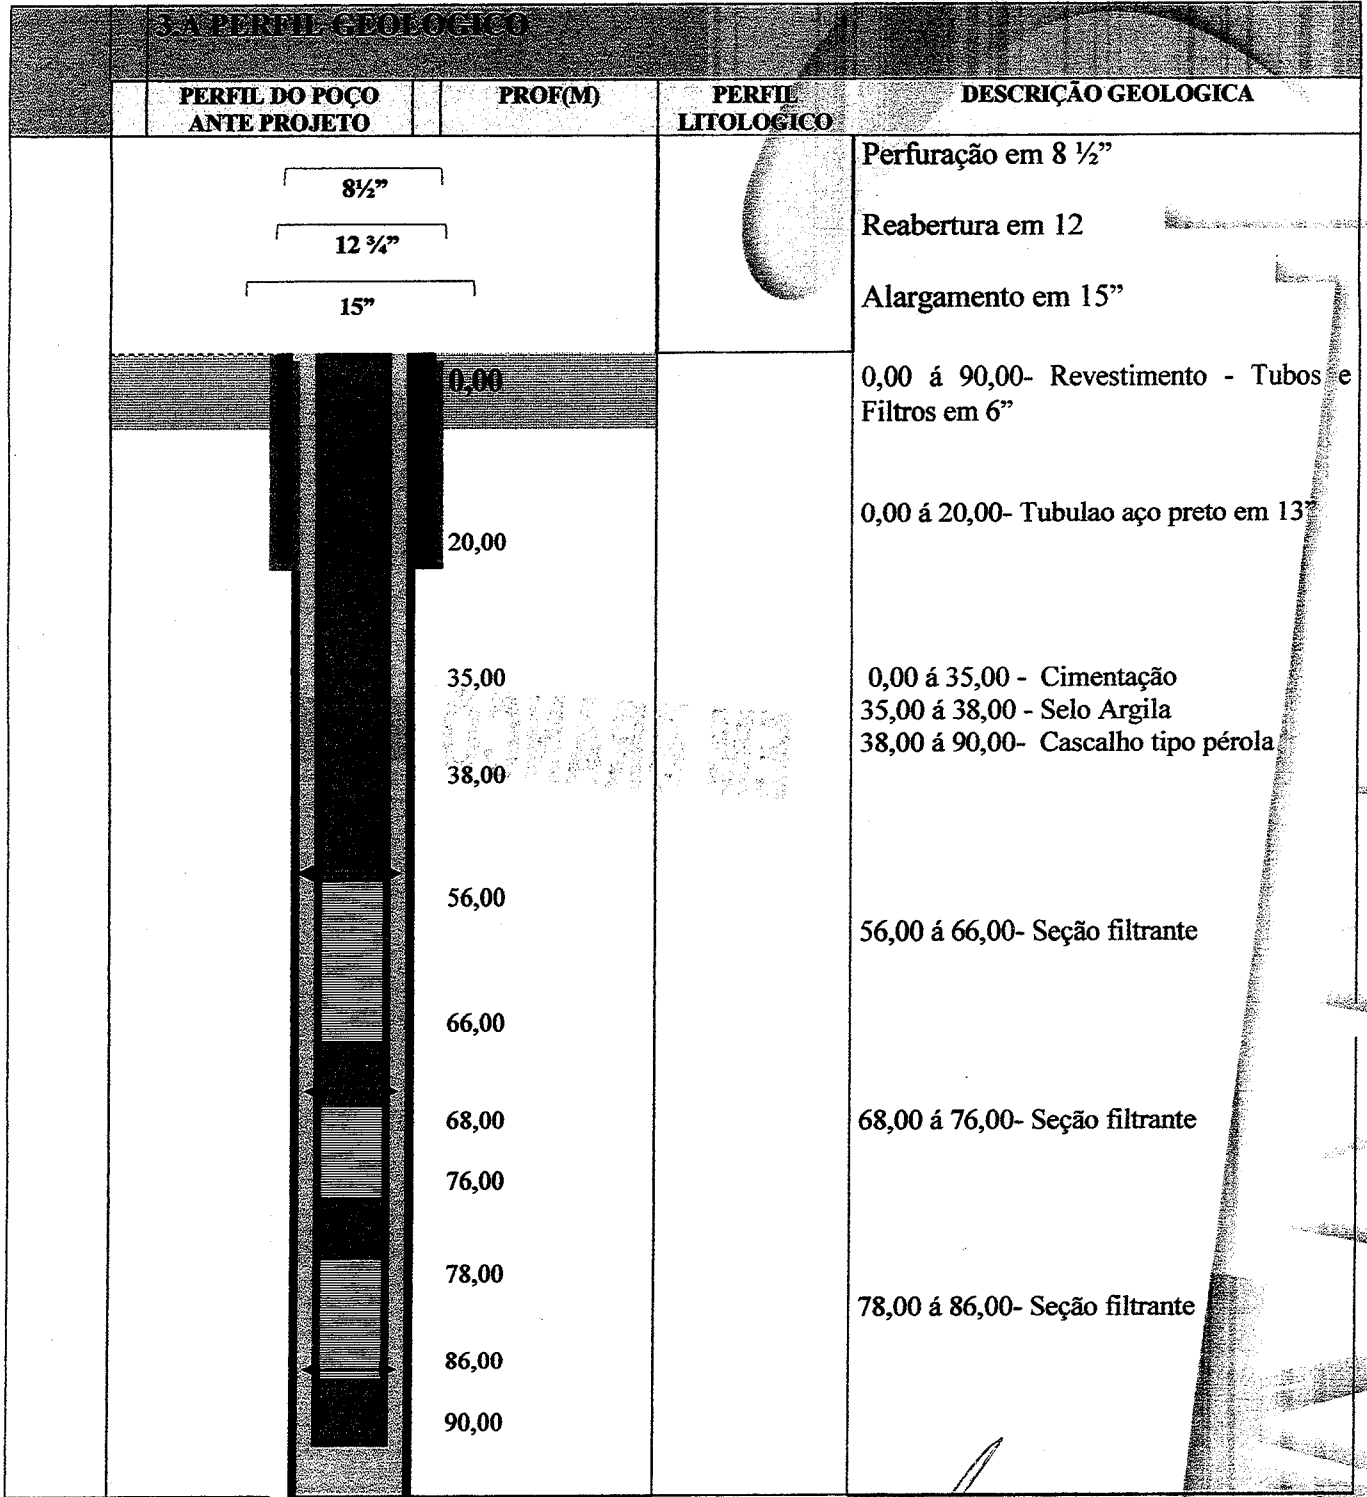 3.A PERFIL GEOLOGICO
PERFIL DO POÇO
ANTE PROJETO
PROF(M)
PERFIL
LITOLOGICO
DESCRIÇÃO GEOLOGICA
8½”
12 ¾”
15”
Perfuração em 8 ½”
Reabertura em 12
Alargamento em 15”
0,00
0,00 á 90,00- Revestimento - Tubos e
Filtros em 6”
0,00 á 20,00- Tubulao aço preto em 13”
20,00
35,00
0,00 á 35,00 - Cimentação
35,00 á 38,00 - Selo Argila
38,00 á 90,00- Cascalho tipo pérola
EM BRANCO
38,00
56,00
56,00 á 66,00- Seção filtrante
66,00
68,00
68,00 á 76,00- Seção filtrante
76,00
78,00
78,00 á 86,00- Seção filtrante
86,00
90,00